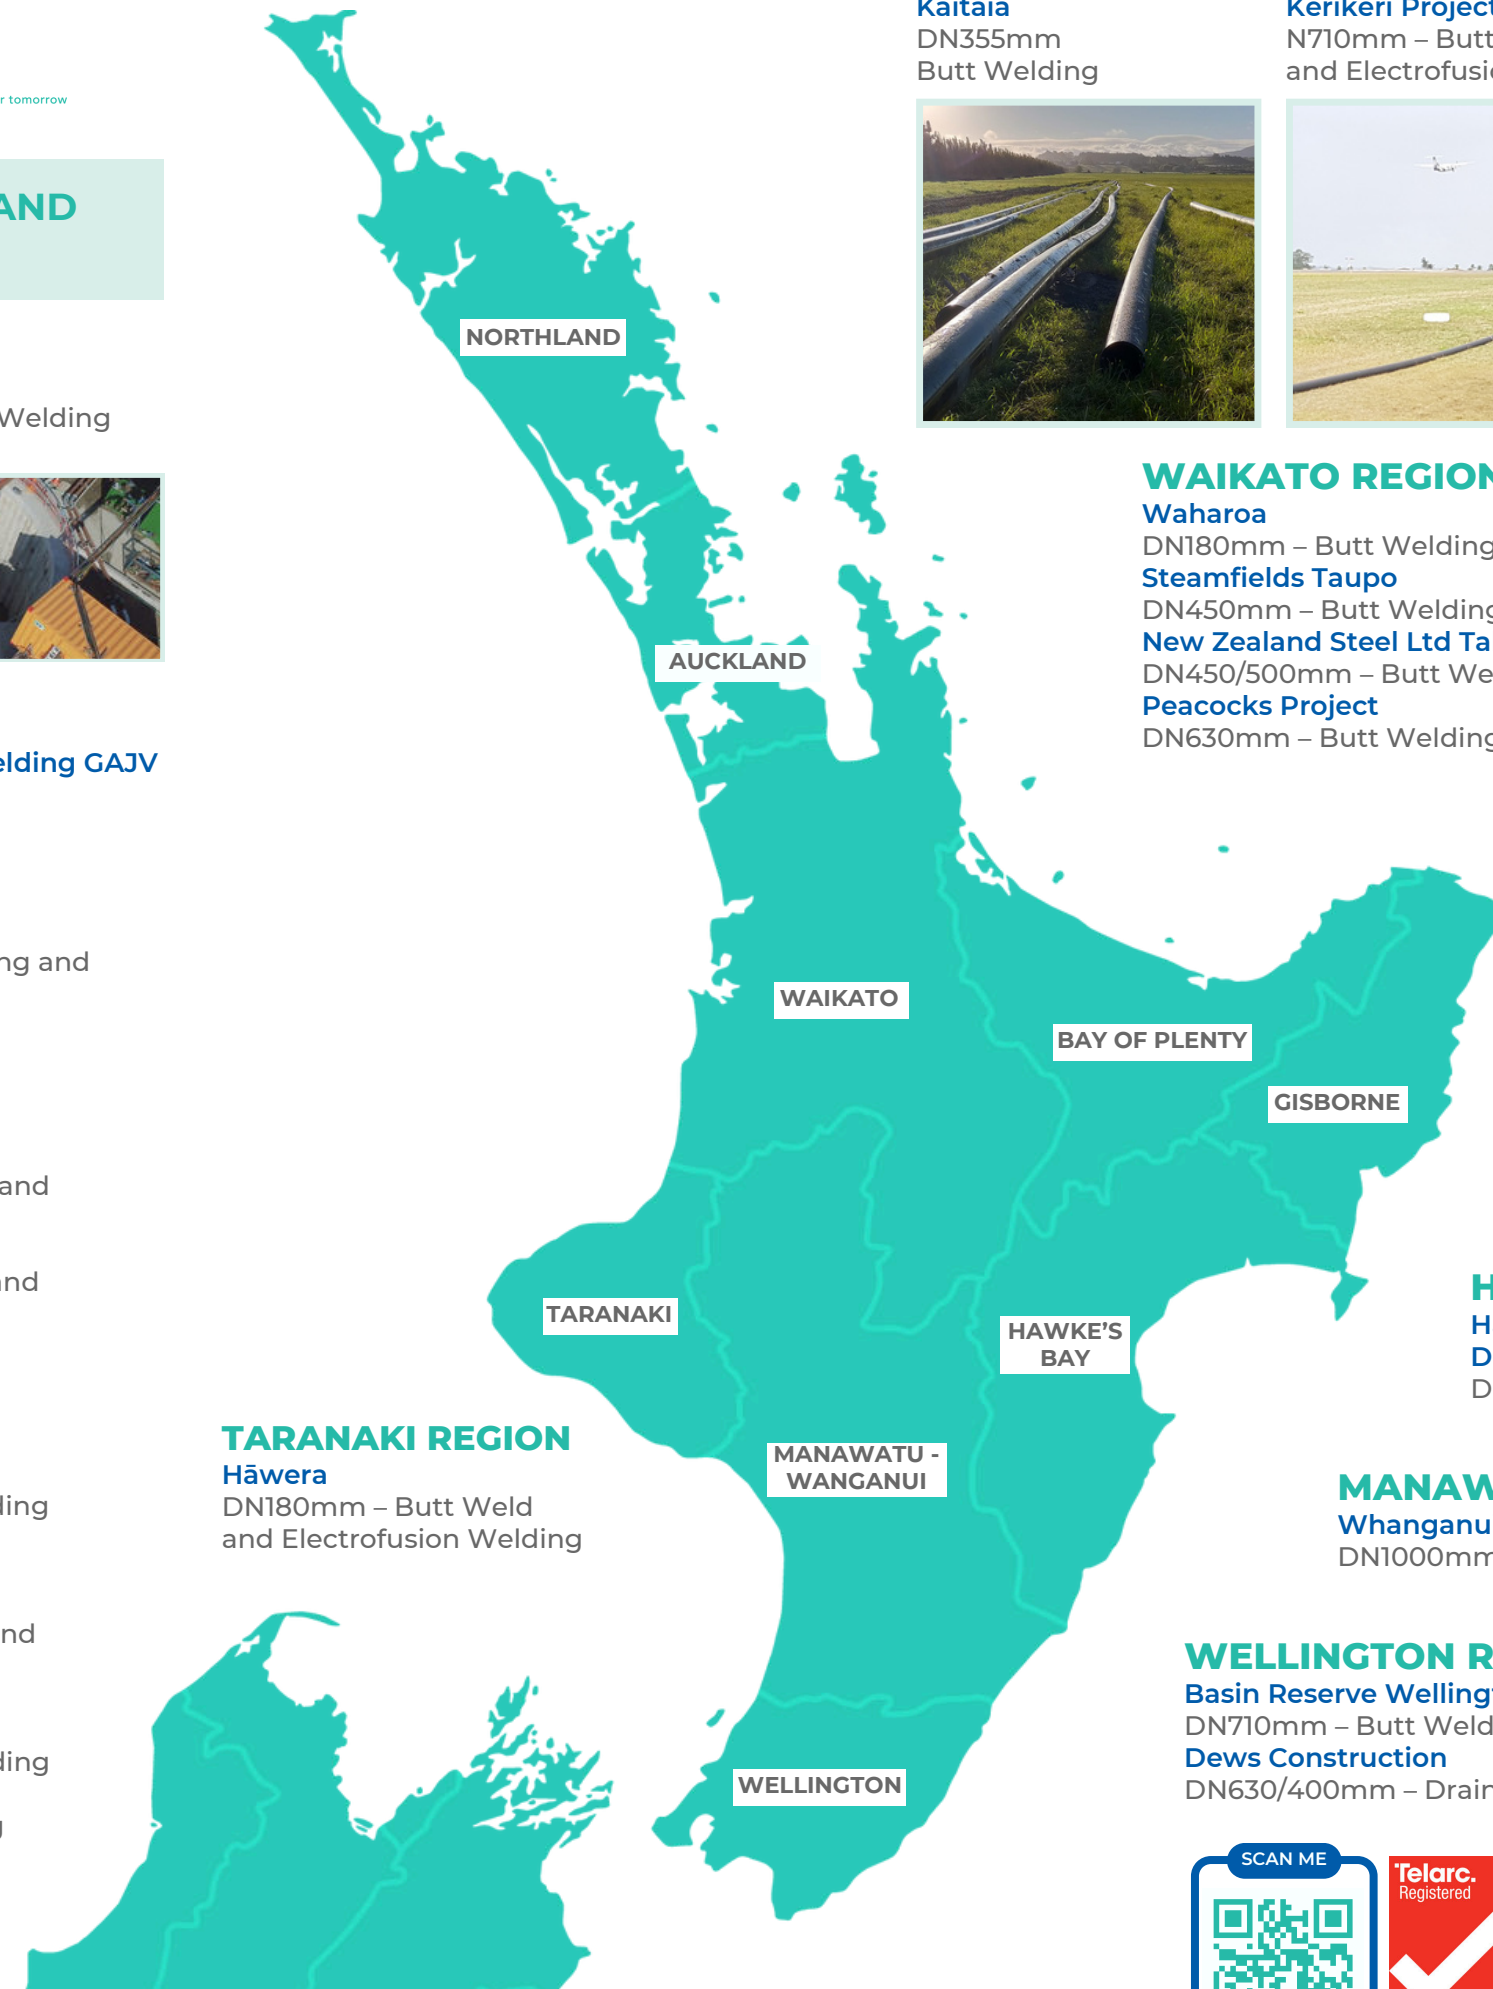 Kaitaia
DN355mm
Butt Welding
Kerikeri Project
N710mm – Butt
and Electrofusi
r tomorrow
AND
Welding
elding GAJV
ng and
and
and
ding
nd
ding
g
NORTHLAND
AUCKLAND
WAIKATO
BAY OF PLENTY
GISBORNE
TARANAKI
HAWKE'S
BAY
MANAWATU -
WANGANUI
WELLINGTON
WAIKATO REGION
Waharoa
DN180mm – Butt Welding
Steamfields Taupo
DN450mm – Butt Welding
New Zealand Steel Ltd Ta
DN450/500mm – Butt We
Peacocks Project
DN630mm – Butt Welding
TARANAKI REGION
Hāwera
DN180mm – Butt Weld
and Electrofusion Welding
H
H
D
D
MANAW
Whanganu
DN1000mm
WELLINGTON R
Basin Reserve Welling
DN710mm – Butt Weld
Dews Construction
DN630/400mm – Drain
SCAN ME
Telarc.
Registered